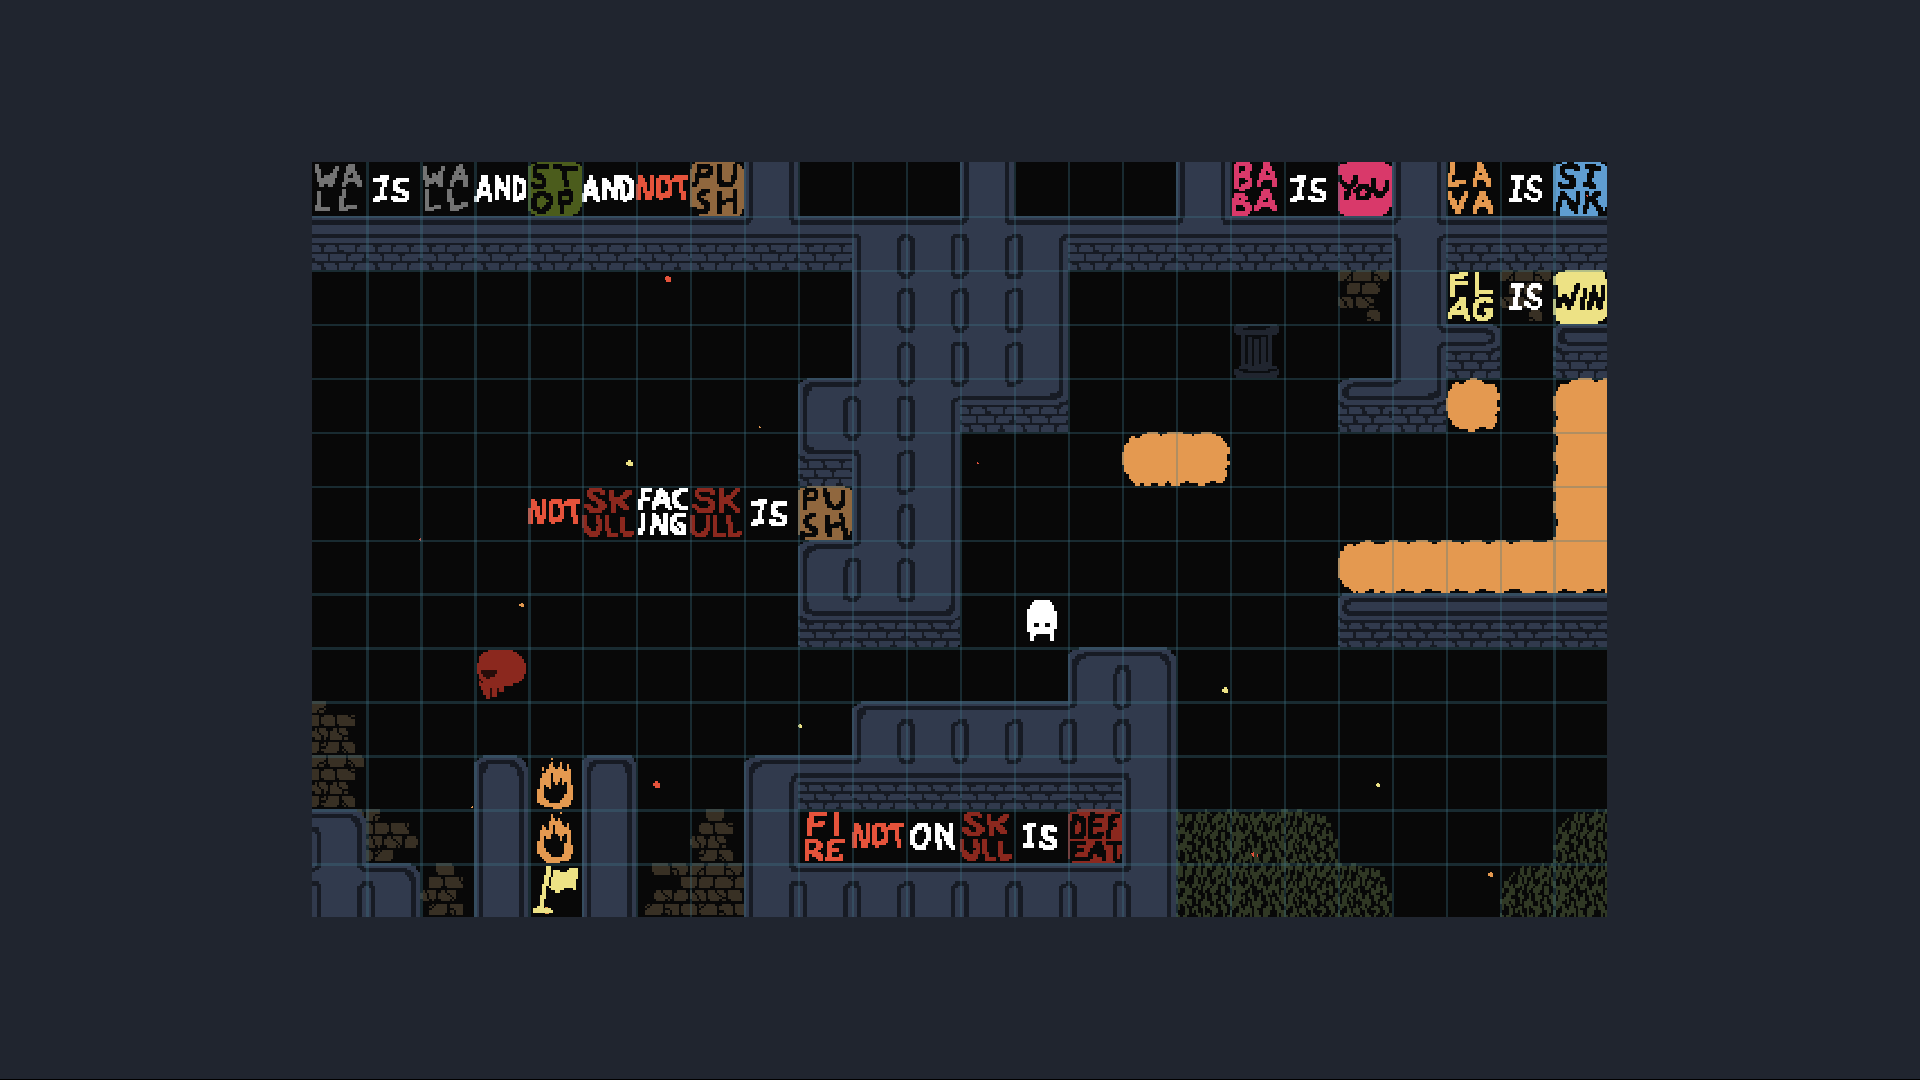 WALL IS WALL AND STOP AND NOT PUSH
BABA IS YOU
LAVA IS SINK
FLAG IS WIN
NOT SKULL FACING SKULL IS PUSH
FIRE NOT ON SKULL IS DEFEAT